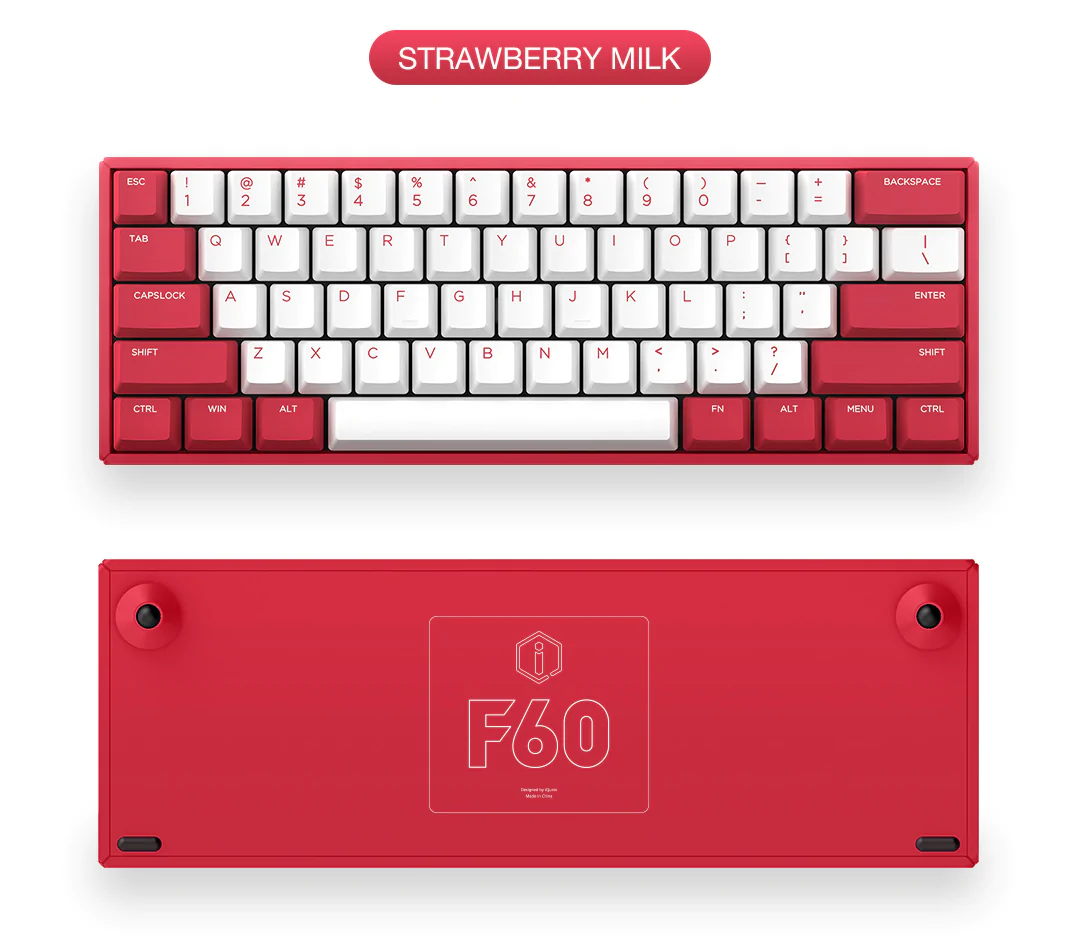 STRAWBERRY MILK
ESC ! @ # $ % ^ & * ( ) — + BACKSPACE
1 2 3 4 5 6 7 8 9 0 - =
TAB Q W E R T Y U I O P { } |
[ ] \
CAPSLOCK A S D F G H J K L : " ENTER
; '
SHIFT Z X C V B N M < > ? SHIFT
, . /
CTRL WIN ALT FN ALT MENU CTRL
i
F60
Designed by iQunix
Made in China